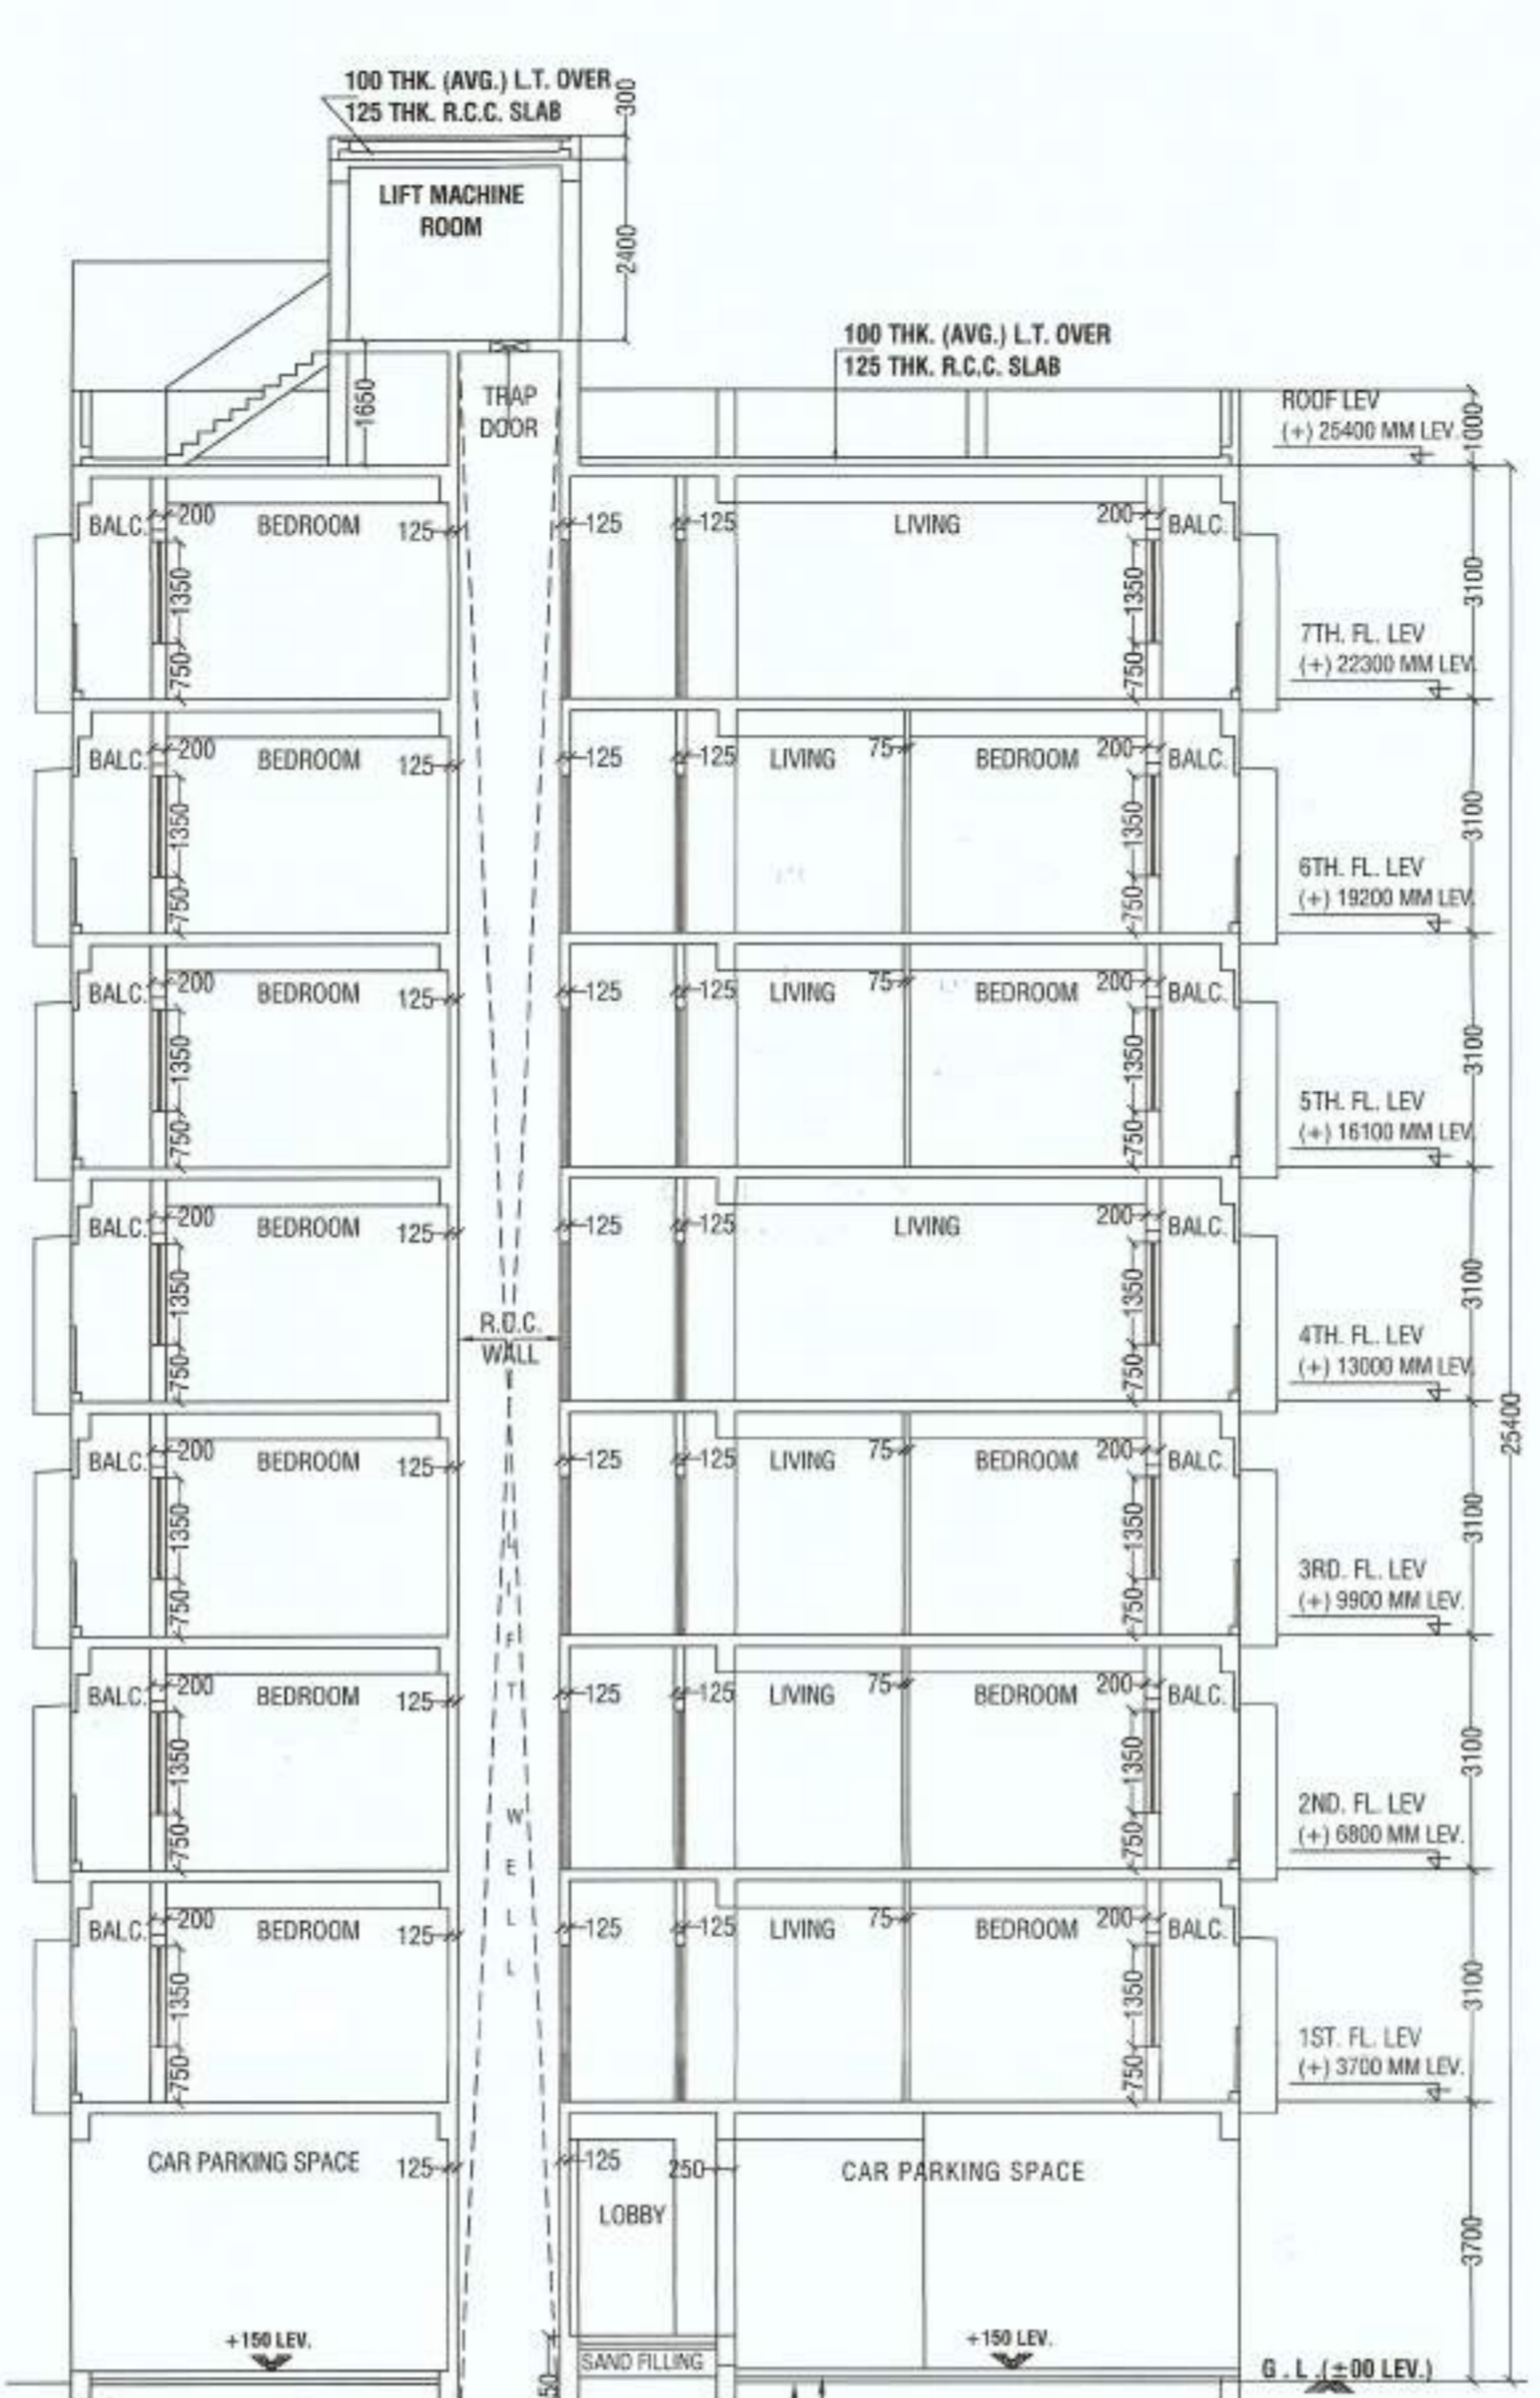 100 THK. (AVG.) L.T. OVER
125 THK. R.C.C. SLAB
300
LIFT MACHINE
ROOM
2400
100 THK. (AVG.) L.T. OVER
125 THK. R.C.C. SLAB
1650
TRAP
DOOR
ROOF LEV
(+) 25400 MM LEV.
1000
BALC. 200 BEDROOM 125 125 125 LIVING 200 BALC.
1350 1350 3100
750 750
7TH. FL. LEV
(+) 22300 MM LEV.
BALC. 200 BEDROOM 125 125 125 LIVING 75 BEDROOM 200 BALC.
1350 1350 3100
750 750
6TH. FL. LEV
(+) 19200 MM LEV.
BALC. 200 BEDROOM 125 125 125 LIVING 75 BEDROOM 200 BALC.
1350 1350 3100
750 750
5TH. FL. LEV
(+) 16100 MM LEV.
BALC. 200 BEDROOM 125 125 125 LIVING 200 BALC.
1350 1350 3100
R.C.C.
WALL
750 750
4TH. FL. LEV
(+) 13000 MM LEV.
25400
BALC. 200 BEDROOM 125 125 125 LIVING 75 BEDROOM 200 BALC.
1350 1350 3100
750 750
3RD. FL. LEV
(+) 9900 MM LEV.
LIFT WELL
BALC. 200 BEDROOM 125 125 125 LIVING 75 BEDROOM 200 BALC.
1350 1350 3100
750 750
2ND. FL. LEV
(+) 6800 MM LEV.
BALC. 200 BEDROOM 125 125 125 LIVING 75 BEDROOM 200 BALC.
1350 1350 3100
750 750
1ST. FL. LEV
(+) 3700 MM LEV.
CAR PARKING SPACE 125 125 250 CAR PARKING SPACE
LOBBY
3700
+150 LEV. +150 LEV.
SAND FILLING
G.L.(±00 LEV.)